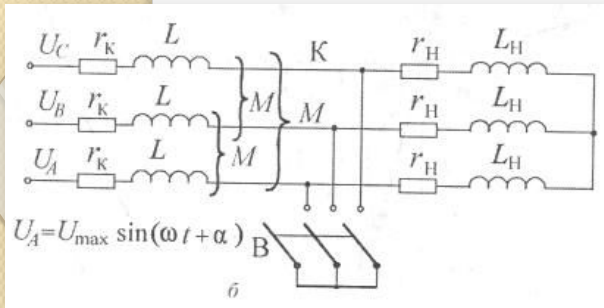 U_C r_К L К r_Н L_Н
U_B r_К L М М r_Н L_Н
U_A r_К L М r_Н L_Н
U_A=U_max sin(ω t+α) В
б